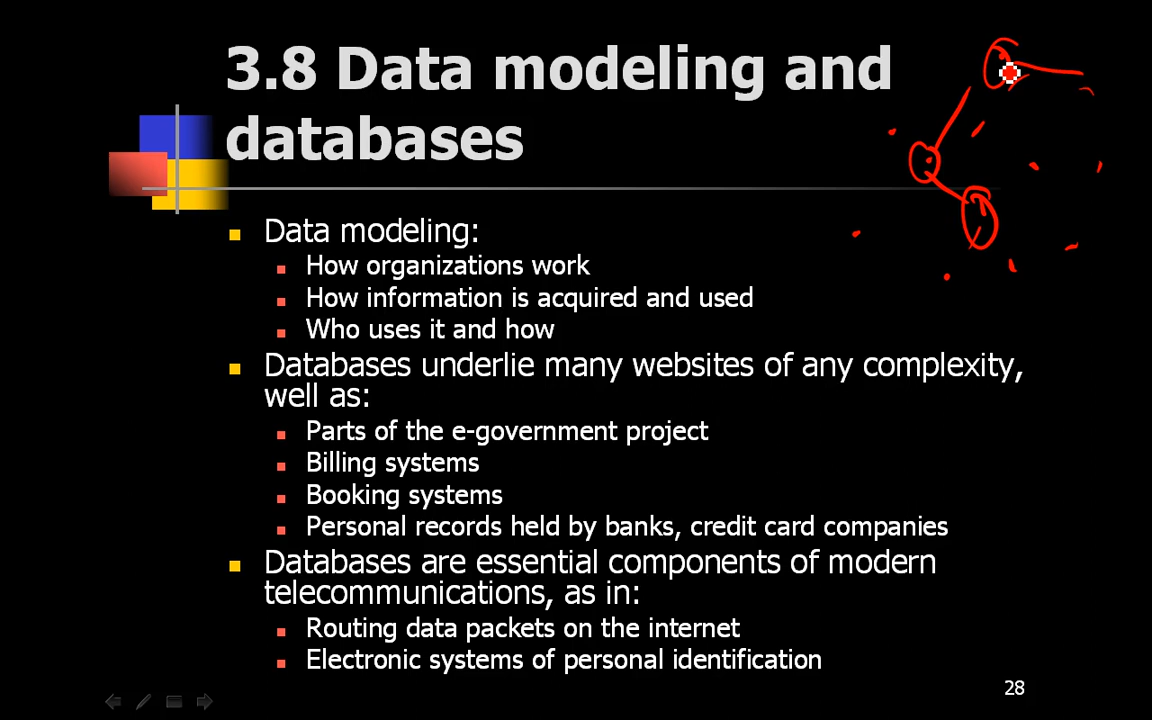 3.8 Data modeling and
databases
Data modeling:
How organizations work
How information is acquired and used
Who uses it and how
Databases underlie many websites of any complexity,
well as:
Parts of the e-government project
Billing systems
Booking systems
Personal records held by banks, credit card companies
Databases are essential components of modern
telecommunications, as in:
Routing data packets on the internet
Electronic systems of personal identification
28